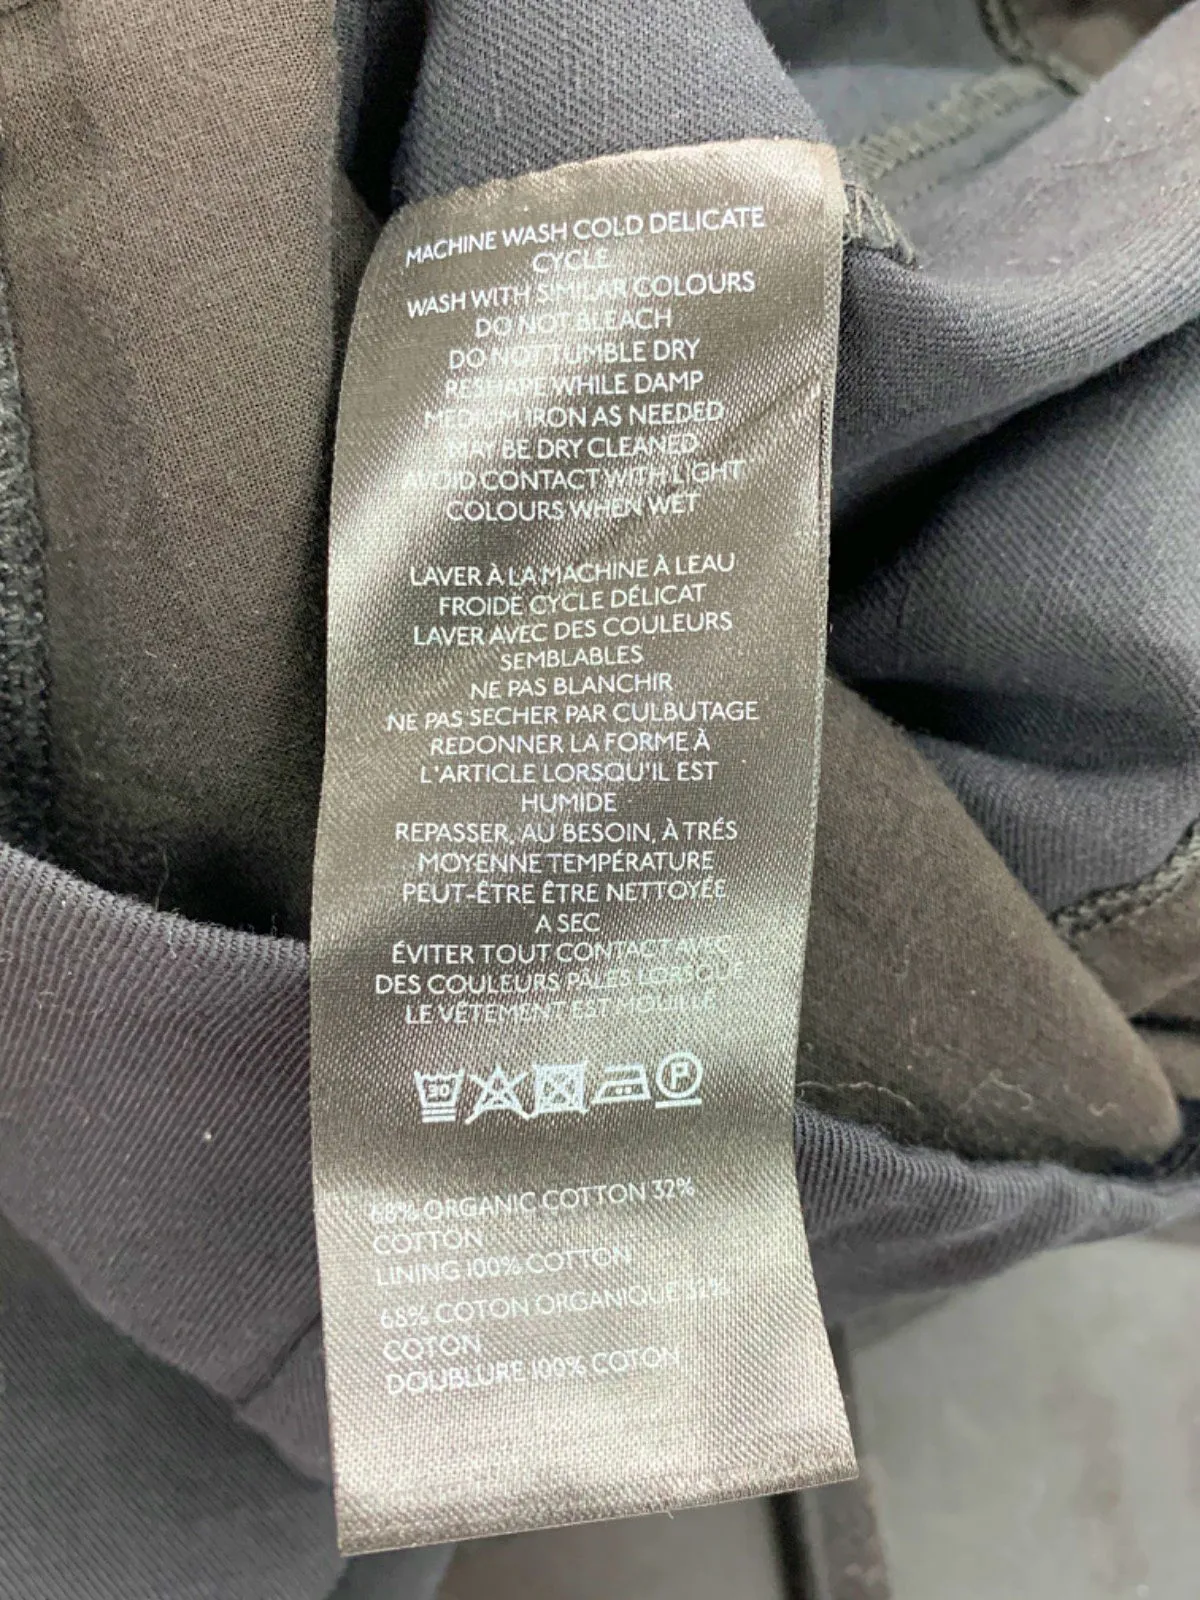 MACHINE WASH COLD DELICATE
CYCLE
WASH WITH SIMILAR COLOURS
DO NOT BLEACH
DO NOT TUMBLE DRY
RESHAPE WHILE DAMP
MEDIUM IRON AS NEEDED
MAY BE DRY CLEANED
AVOID CONTACT WITH LIGHT
COLOURS WHEN WET
LAVER À LA MACHINE À LEAU
FROIDE CYCLE DÉLICAT
LAVER AVEC DES COULEURS
SEMBLABLES
NE PAS BLANCHIR
NE PAS SECHER PAR CULBUTAGE
REDONNER LA FORME À
L'ARTICLE LORSQU'IL EST
HUMIDE
REPASSER, AU BESOIN, À TRÉS
MOYENNE TEMPÉRATURE
PEUT-ÊTRE ÊTRE NETTOYÉE
A SEC
ÉVITER TOUT CONTACT AVEC
DES COULEURS PÂLES LORSQUE
LE VÊTEMENT EST MOUILLÉ
30 P
68% ORGANIC COTTON 32%
COTTON
LINING 100% COTTON
68% COTON ORGANIQUE 32%
COTON
DOUBLURE 100% COTON